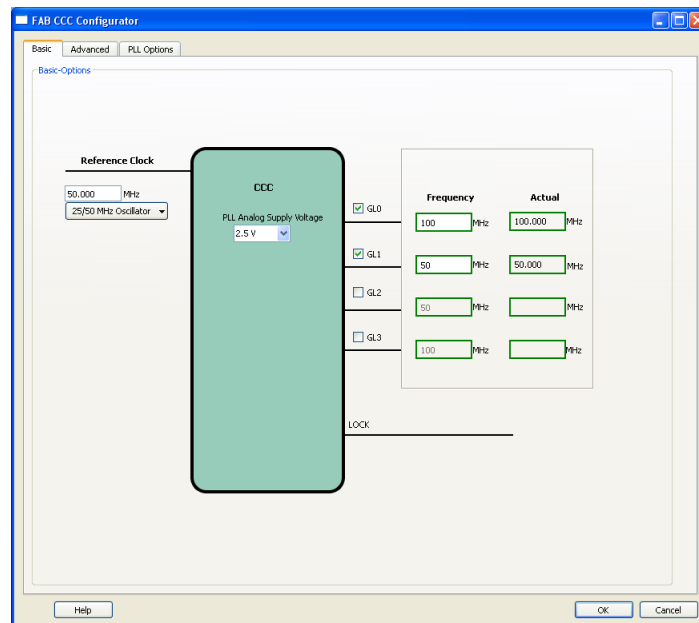 FAB CCC Configurator
Basic Advanced PLL Options
Basic-Options
Reference Clock
50.000 MHz
25/50 MHz Oscillator
CCC
PLL Analog Supply Voltage
2.5 V
Frequency Actual
GL0 100 MHz 100.000 MHz
GL1 50 MHz 50.000 MHz
GL2 50 MHz MHz
GL3 100 MHz MHz
LOCK
Help OK Cancel